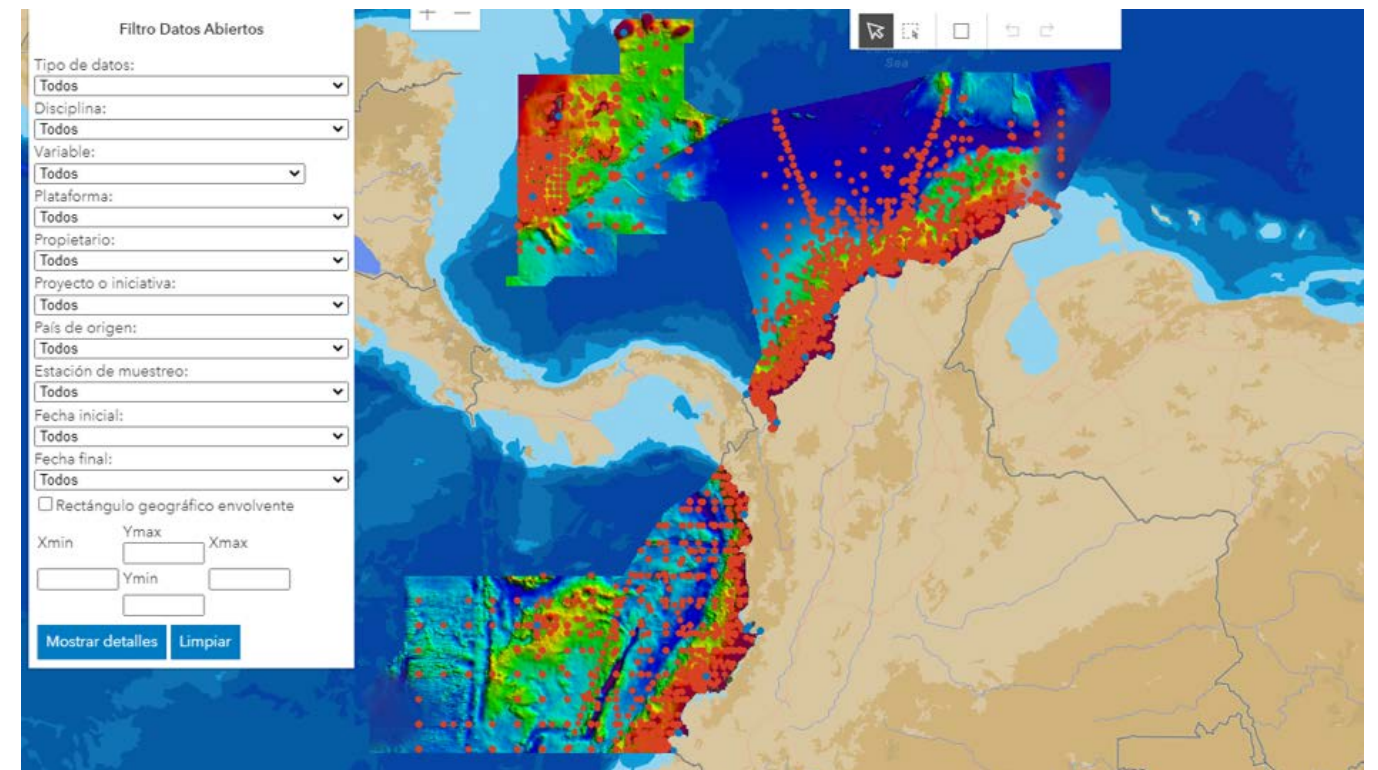 Filtro Datos Abiertos
Tipo de datos:
Todos
Disciplina:
Todos
Variable:
Todos
Plataforma:
Todos
Propietario:
Todos
Proyecto o iniciativa:
Todos
País de origen:
Todos
Estación de muestreo:
Todos
Fecha inicial:
Todos
Fecha final:
Todos
Rectángulo geográfico envolvente
Ymax
Xmin Xmax
Ymin
Mostrar detalles Limpiar
Sea